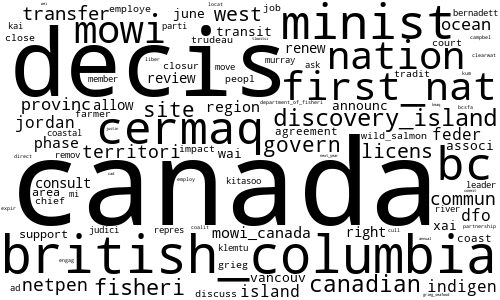 transfer employe june west job locat bernadett
kai mowi parti transit minist ocean
close decis trudeau renew court campbel
closur murray ask tradit clearwat
member review move peopl nation
liber first_nat
provinc allow site region department_of_fisheri announc
jordan coastal farmer cermaq discovery_island
phase remov territori impact wai govern agreement wild_salmon feder associ
direct licens bc
consult canada commun
area mi kitasoo leader
expir chief employ dfo
support judici repres right cull river partnership
coalit mowi_canada xai coast
british_columbia klemtu
engag grieg vancouv canadian indigen
ad netpen fisheri discuss island grieg_seafood